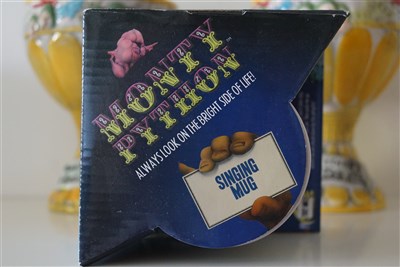 MONTY
PYTHON
ALWAYS LOOK ON THE BRIGHT SIDE OF LIFE!
SINGING
MUG